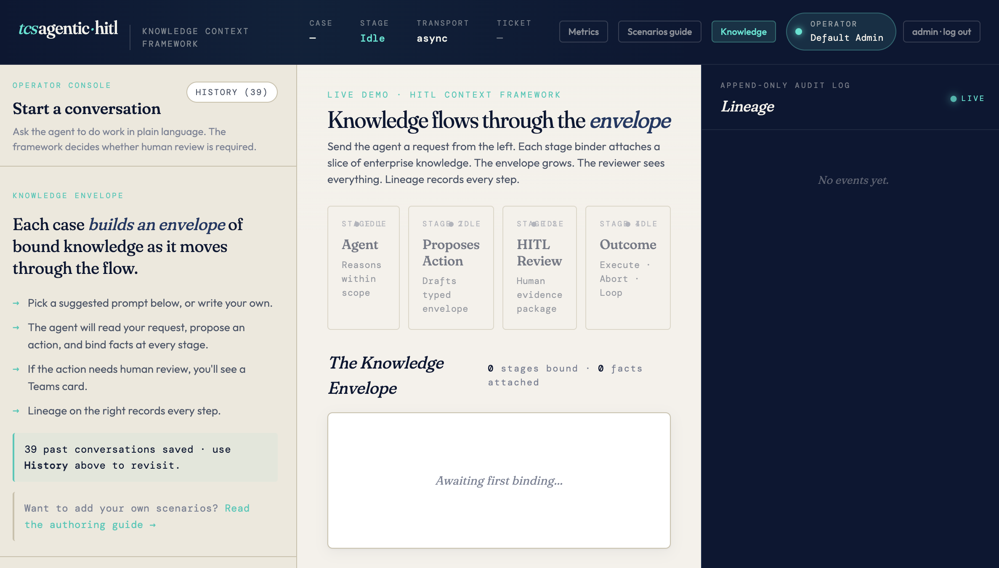 tcsagentic·hitl
KNOWLEDGE CONTEXT
FRAMEWORK
CASE
—
STAGE
Idle
TRANSPORT
async
TICKET
—
Metrics
Scenarios guide
Knowledge
OPERATOR
Default Admin
admin · log out
OPERATOR CONSOLE
HISTORY (39)
Start a conversation
Ask the agent to do work in plain language. The
framework decides whether human review is required.
KNOWLEDGE ENVELOPE
Each case builds an envelope of
bound knowledge as it moves
through the flow.
→ Pick a suggested prompt below, or write your own.
→ The agent will read your request, propose an
action, and bind facts at every stage.
→ If the action needs human review, you'll see a
Teams card.
→ Lineage on the right records every step.
39 past conversations saved · use
History above to revisit.
Want to add your own scenarios? Read
the authoring guide →
LIVE DEMO · HITL CONTEXT FRAMEWORK
Knowledge flows through the envelope
Send the agent a request from the left. Each stage binder attaches a
slice of enterprise knowledge. The envelope grows. The reviewer sees
everything. Lineage records every step.
STAGE 1 IDLE
Agent
Reasons
within
scope
STAGE 2 IDLE
Proposes
Action
Drafts
typed
envelope
STAGE 3 IDLE
HITL
Review
Human
evidence
package
STAGE 4 IDLE
Outcome
Execute ·
Abort ·
Loop
The Knowledge
Envelope
0 stages bound · 0 facts
attached
Awaiting first binding...
APPEND-ONLY AUDIT LOG
Lineage
LIVE
No events yet.